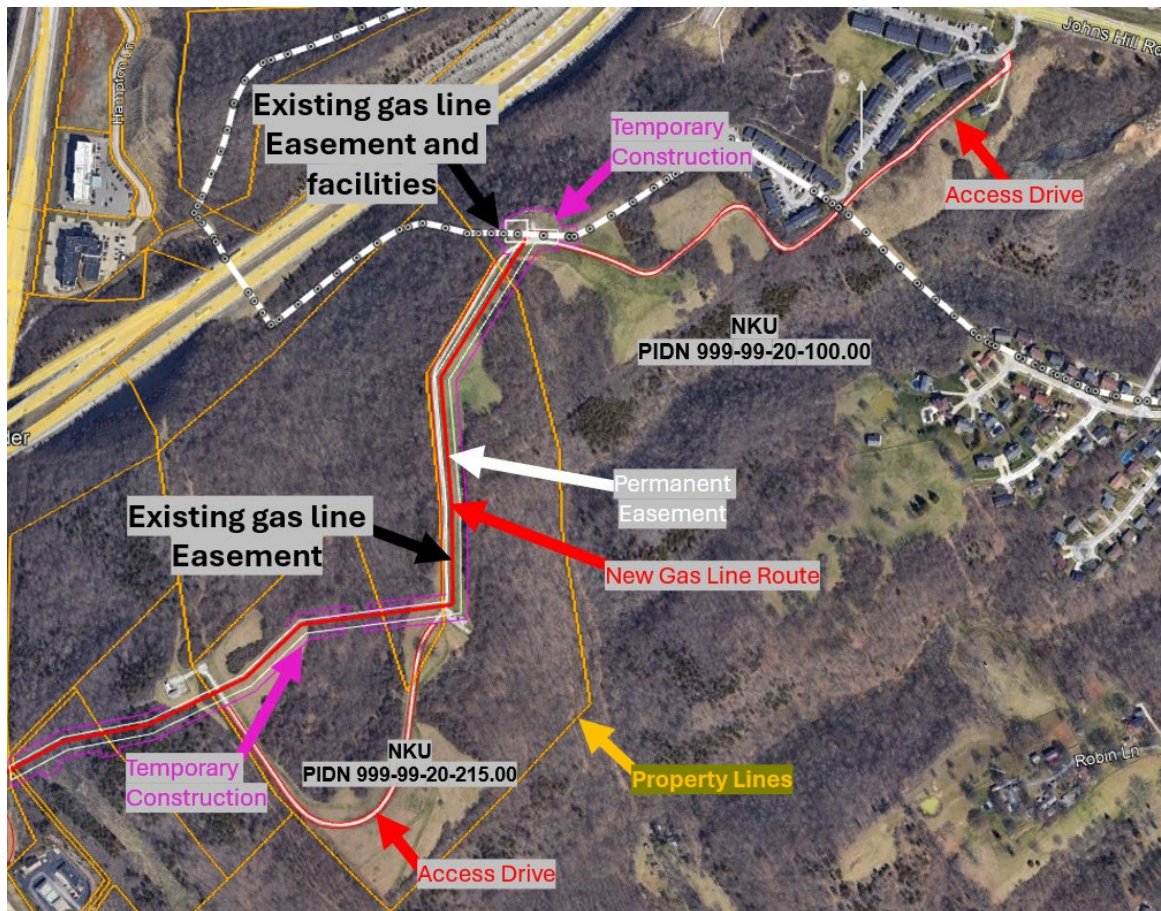 Johns Hill Ro
Hampton Ln
Existing gas line
Easement and
facilities
Temporary
Construction
Access Drive
NKU
PIDN 999-99-20-100.00
der
Permanent
Easement
Existing gas line
Easement
New Gas Line Route
NKU
PIDN 999-99-20-215.00
Temporary
Construction
Property Lines
Robin Ln
Access Drive